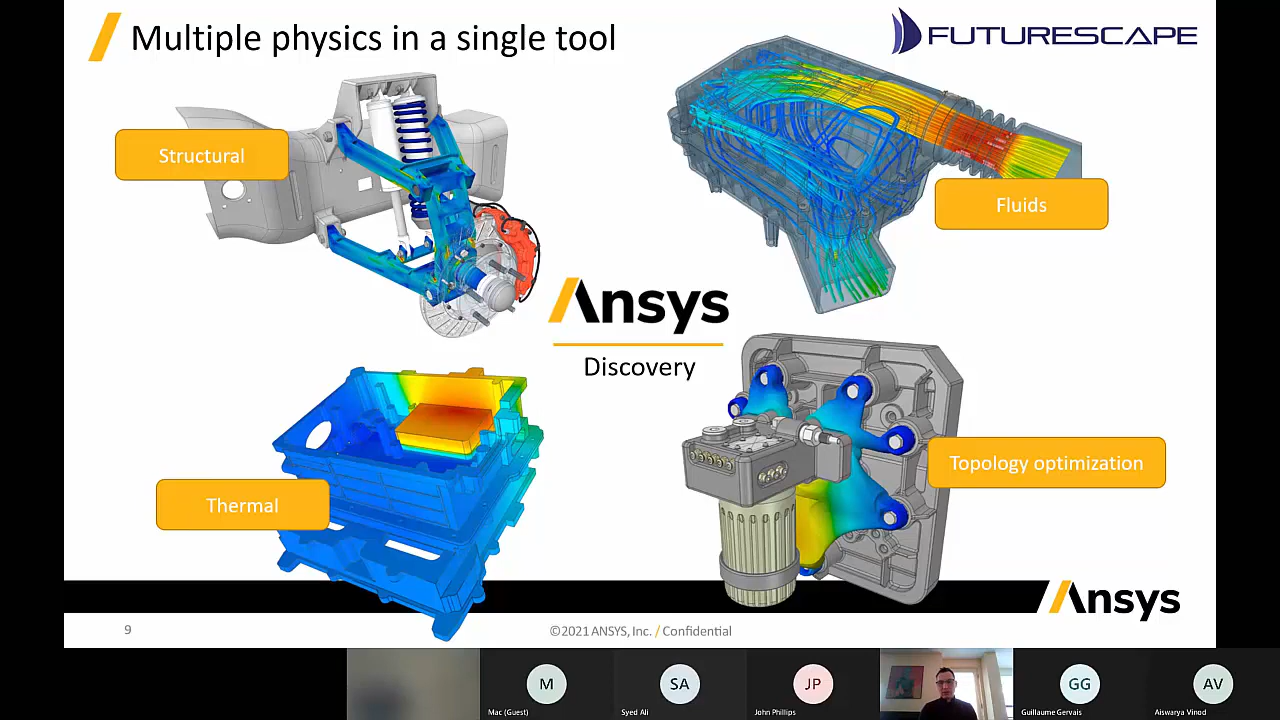 Multiple physics in a single tool
FUTURESCAPE
Structural
Fluids
Ansys
Discovery
Thermal
Topology optimization
Ansys
9
©2021 ANSYS, Inc. / Confidential
M
SA
JP
GG
AV
Mac (Guest)
Syed Ali
John Phillips
Guillaume Gervais
Aiswarya Vinod